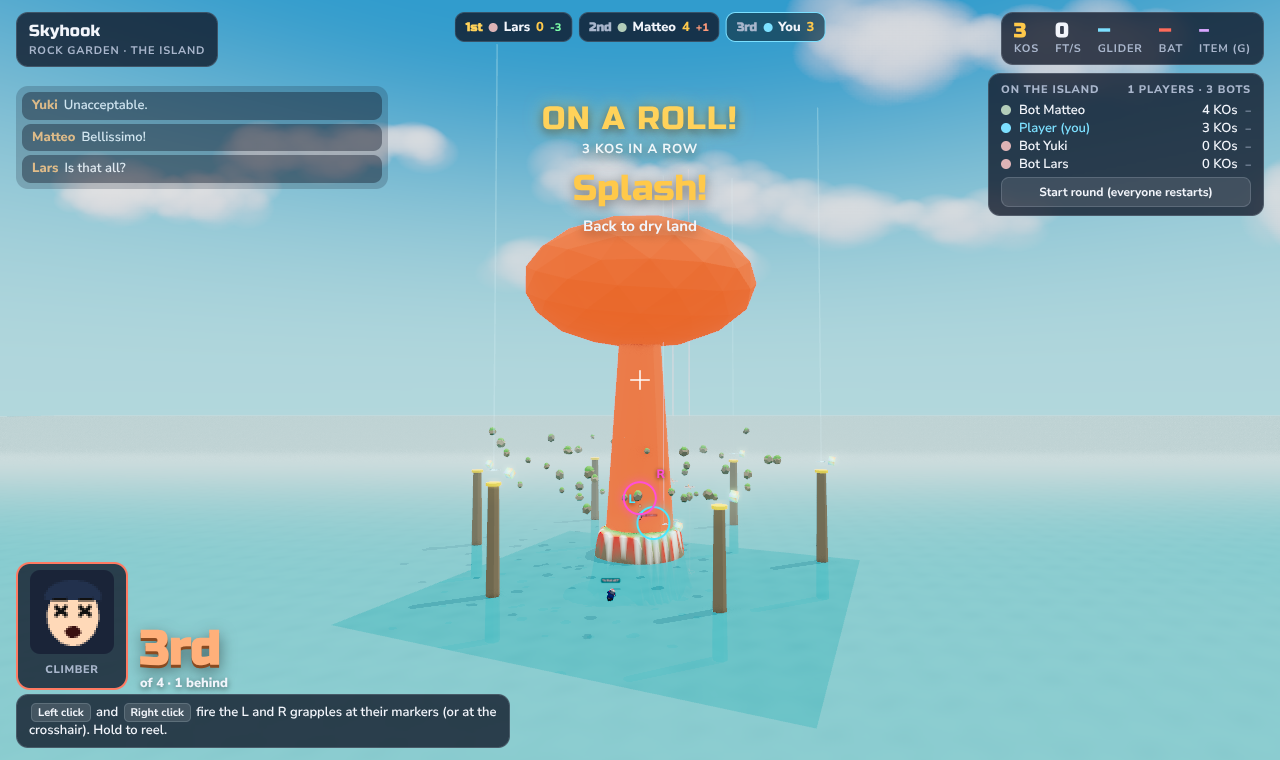 Skyhook
ROCK GARDEN · THE ISLAND
1st Lars 0 -3
2nd Matteo 4 +1
3rd You 3
3 KOS
0 FT/S
– GLIDER
– BAT
– ITEM (G)
Yuki Unacceptable.
Matteo Bellissimo!
Lars Is that all?
ON A ROLL!
3 KOS IN A ROW
Splash!
Back to dry land
ON THE ISLAND 1 PLAYERS · 3 BOTS
Bot Matteo 4 KOs –
Player (you) 3 KOs –
Bot Yuki 0 KOs –
Bot Lars 0 KOs –
Start round (everyone restarts)
R
L
CLIMBER
3rd
of 4 · 1 behind
Left click and Right click fire the L and R grapples at their markers (or at the
crosshair). Hold to reel.